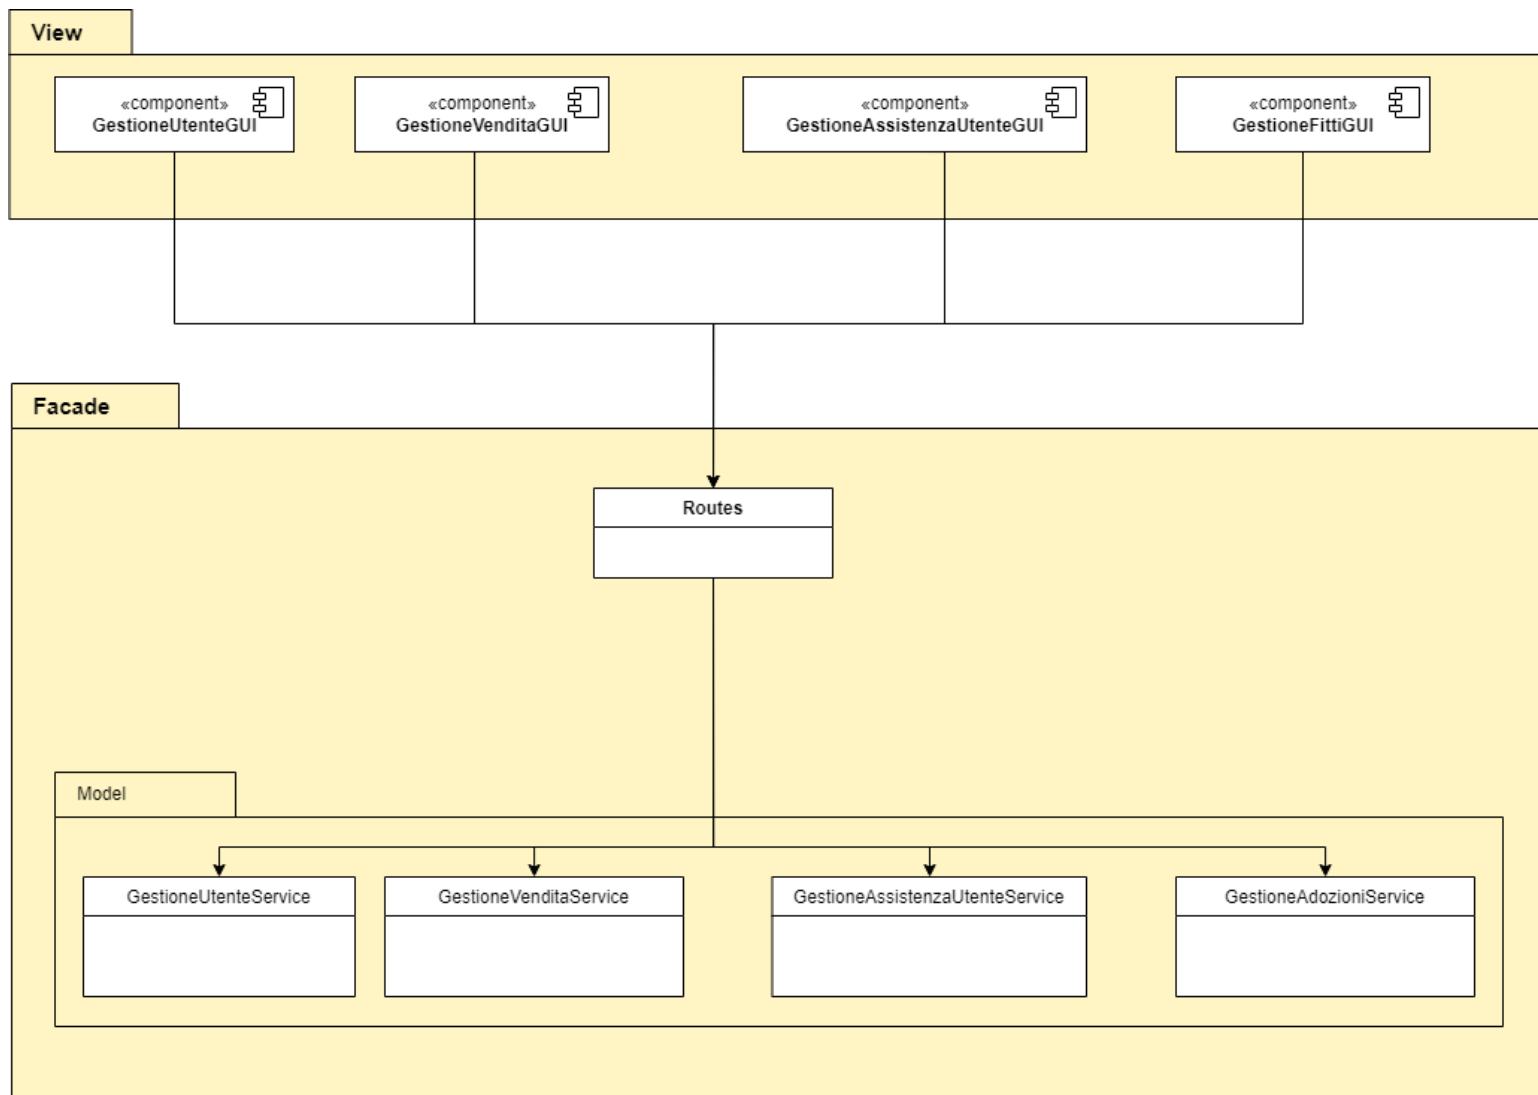 View
«component»
GestioneUtenteGUI
«component»
GestioneVenditaGUI
«component»
GestioneAssistenzaUtenteGUI
«component»
GestioneFittiGUI
Facade
Routes
Model
GestioneUtenteService
GestioneVenditaService
GestioneAssistenzaUtenteService
GestioneAdozioniService